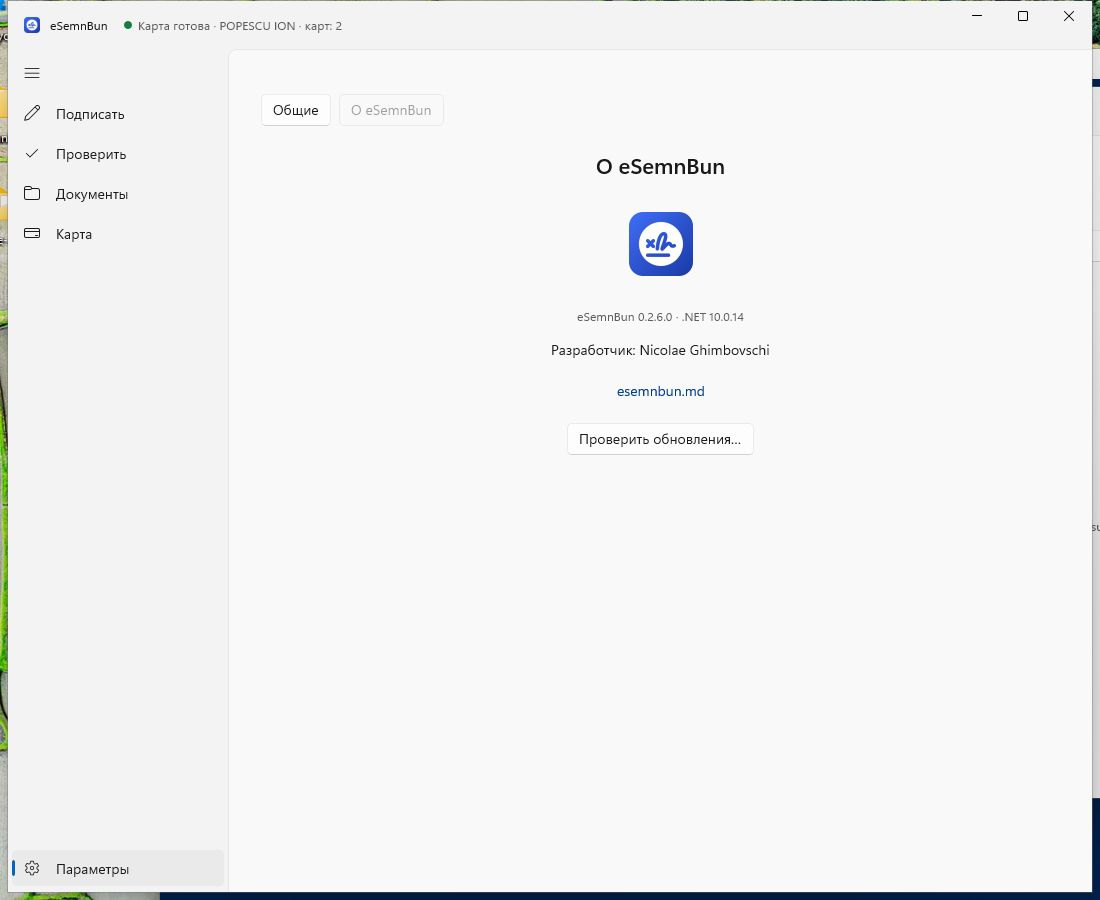 eSemnBun
Карта готова · POPESCU ION · карт: 2
Подписать
Проверить
Документы
Карта
Параметры
Общие
О eSemnBun
О eSemnBun
eSemnBun 0.2.6.0 · .NET 10.0.14
Разработчик: Nicolae Ghimbovschi
esemnbun.md
Проверить обновления...